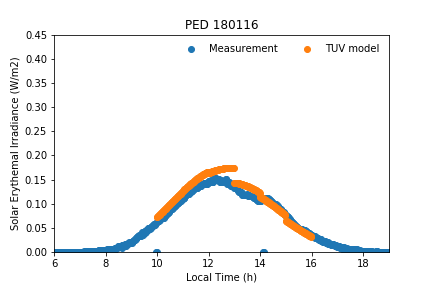 PED 180116
Measurement
TUV model
Solar Erythemal Irradiance (W/m2)
0.45
0.40
0.35
0.30
0.25
0.20
0.15
0.10
0.05
0.00
6 8 10 12 14 16 18
Local Time (h)